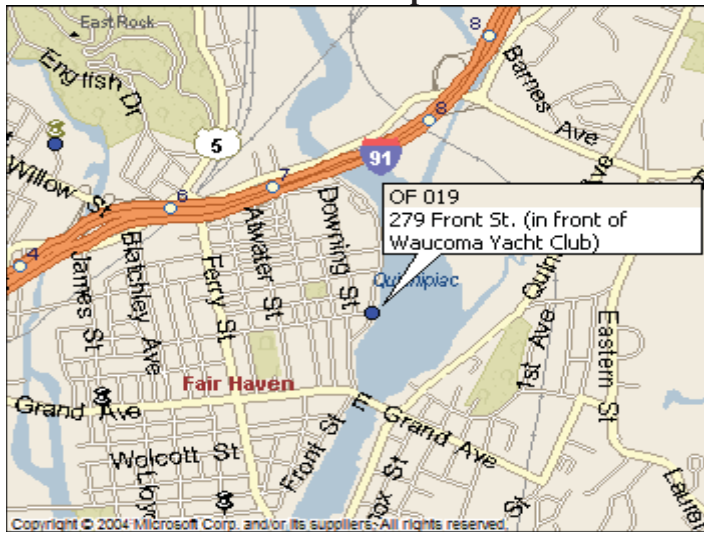 East Rock
8
English Dr
Barnes Ave
5
8
91
Willow St
7
6
OF 019
279 Front St. (in front of
Waucoma Yacht Club)
Downing St
Atwater St
4
Blatchley Ave
James St
Ferry St
Quinnipiac
1st Ave
Eastern St
Fair Haven
Grand Ave
Front St
Grand Ave
Wolcott St
St
Copyright © 2004 Microsoft Corp. and/or its suppliers. All rights reserved.